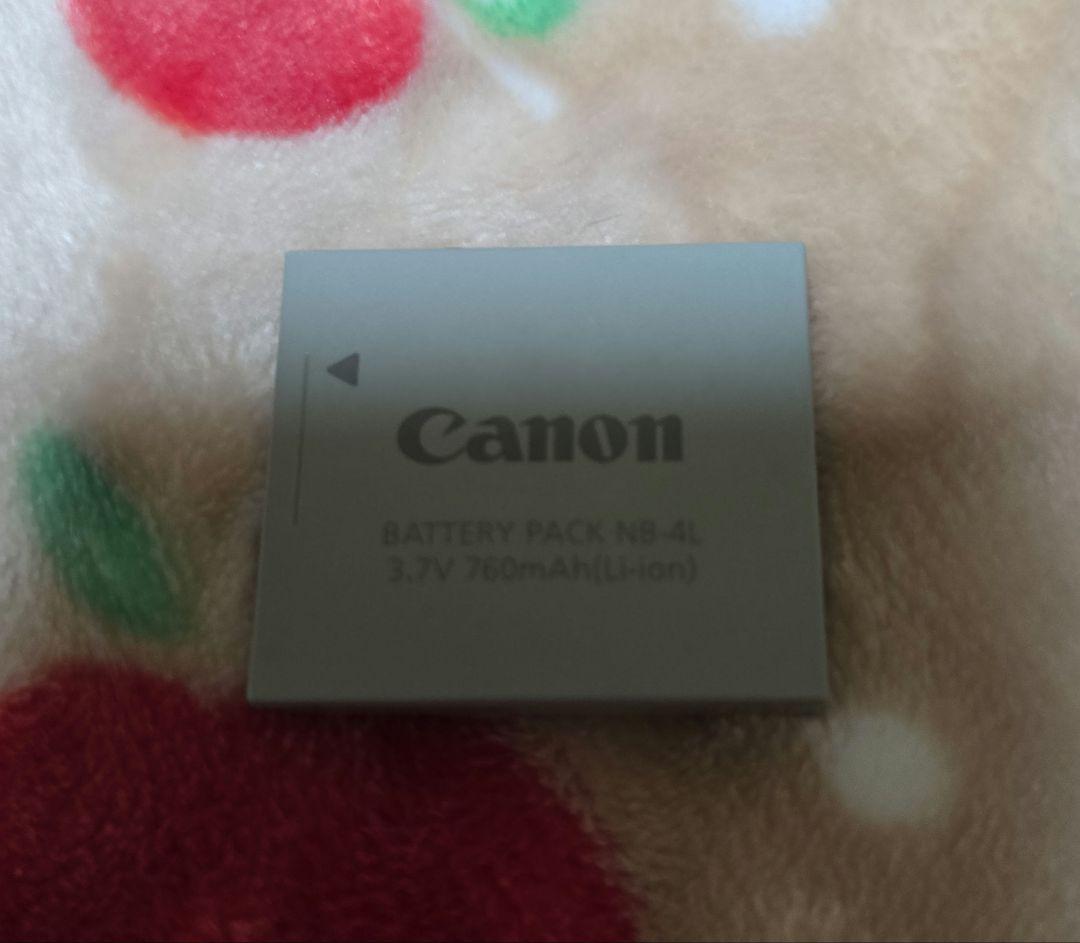 Canon
BATTERY PACK NB-4L
3.7V 760mAh(Li-ion)